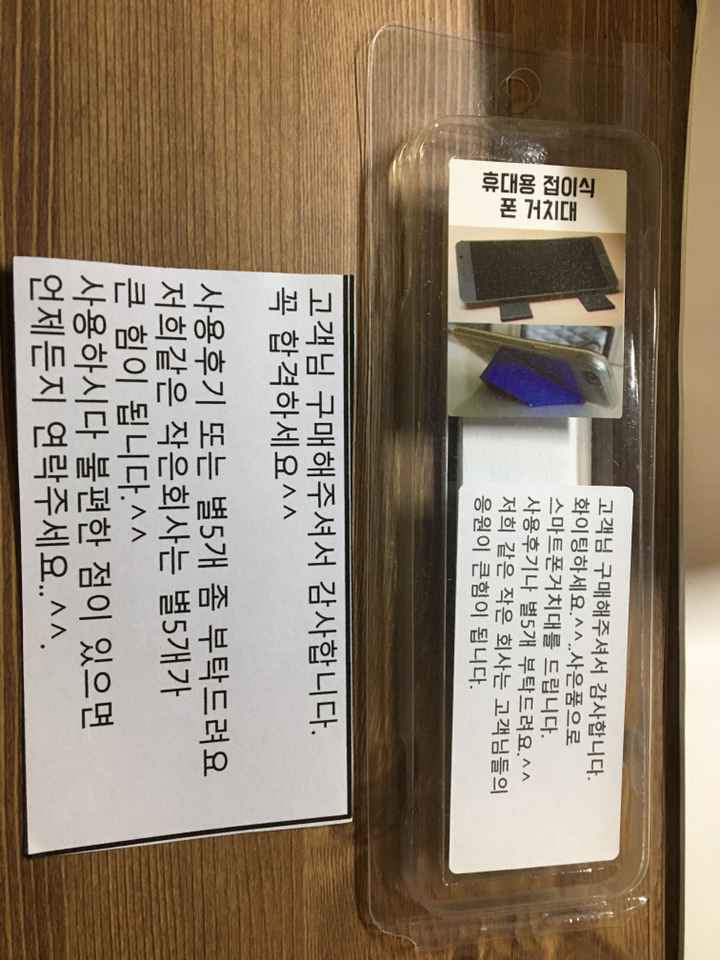 고객님 구매해주셔서 감사합니다.
꼭 합격하세요^^
사용후기 또는 별5개 좀 부탁드려요
저희같은 작은회사는 별5개가
큰 힘이 됩니다.^^
사용하시다 불편한 점이 있으면
언제든지 연락주세요...^^.
휴대용 접이식
폰 거치대
고객님 구매해주셔서 감사합니다.
화이팅하세요.^^..사은품으로
스마트폰거치대를 드립니다.
사용후기나 별5개 부탁드려요.^^
저희 같은 작은 회사는 고객님들의
응원이 큰힘이 됩니다.